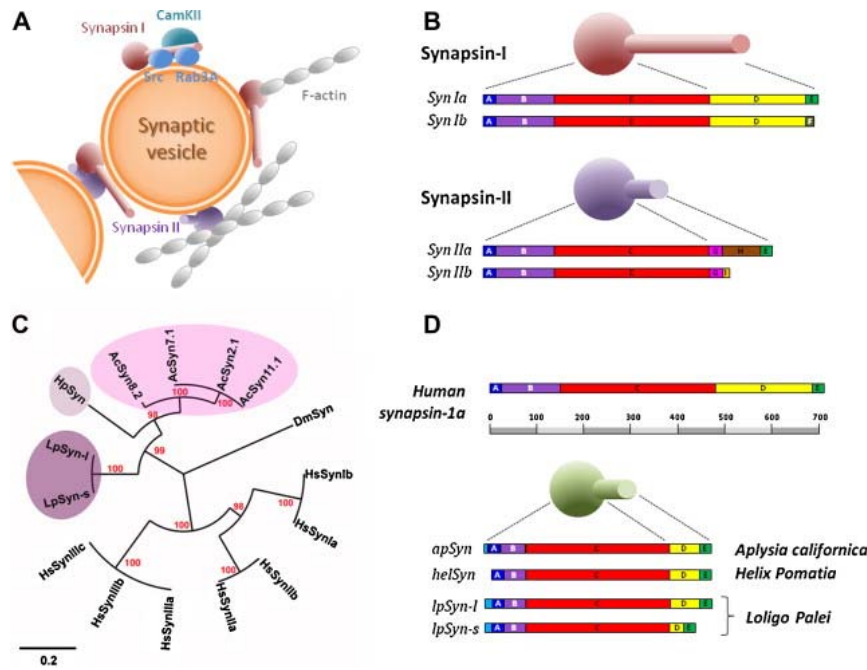 A
Synapsin I
CamKII
Src
Rab3A
F-actin
Synaptic
vesicle
Synapsin II
B
Synapsin-I
Syn Ia
A B C D E
Syn Ib
A B C D F
Synapsin-II
Syn IIa
A B C G H E
Syn IIb
A B C G I
C
AcSyn8.2
AcSyn7.1
AcSyn2.1
AcSyn11.1
HpSyn
100
100
98
LpSyn-l
LpSyn-s
100
99
DmSyn
HsSynIb
HsSynIa
100
98
100
HsSynIIIc
HsSynIIIb
HsSynIIIa
100
HsSynIIa
HsSynIIb
100
0.2
D
Human
synapsin-1a
A B C D E
0 100 200 300 400 500 600 700
apSyn
A B C D E
Aplysia californica
helSyn
A B C D E
Helix Pomatia
lpSyn-l
A B C D E
lpSyn-s
A B C D E
Loligo Palei